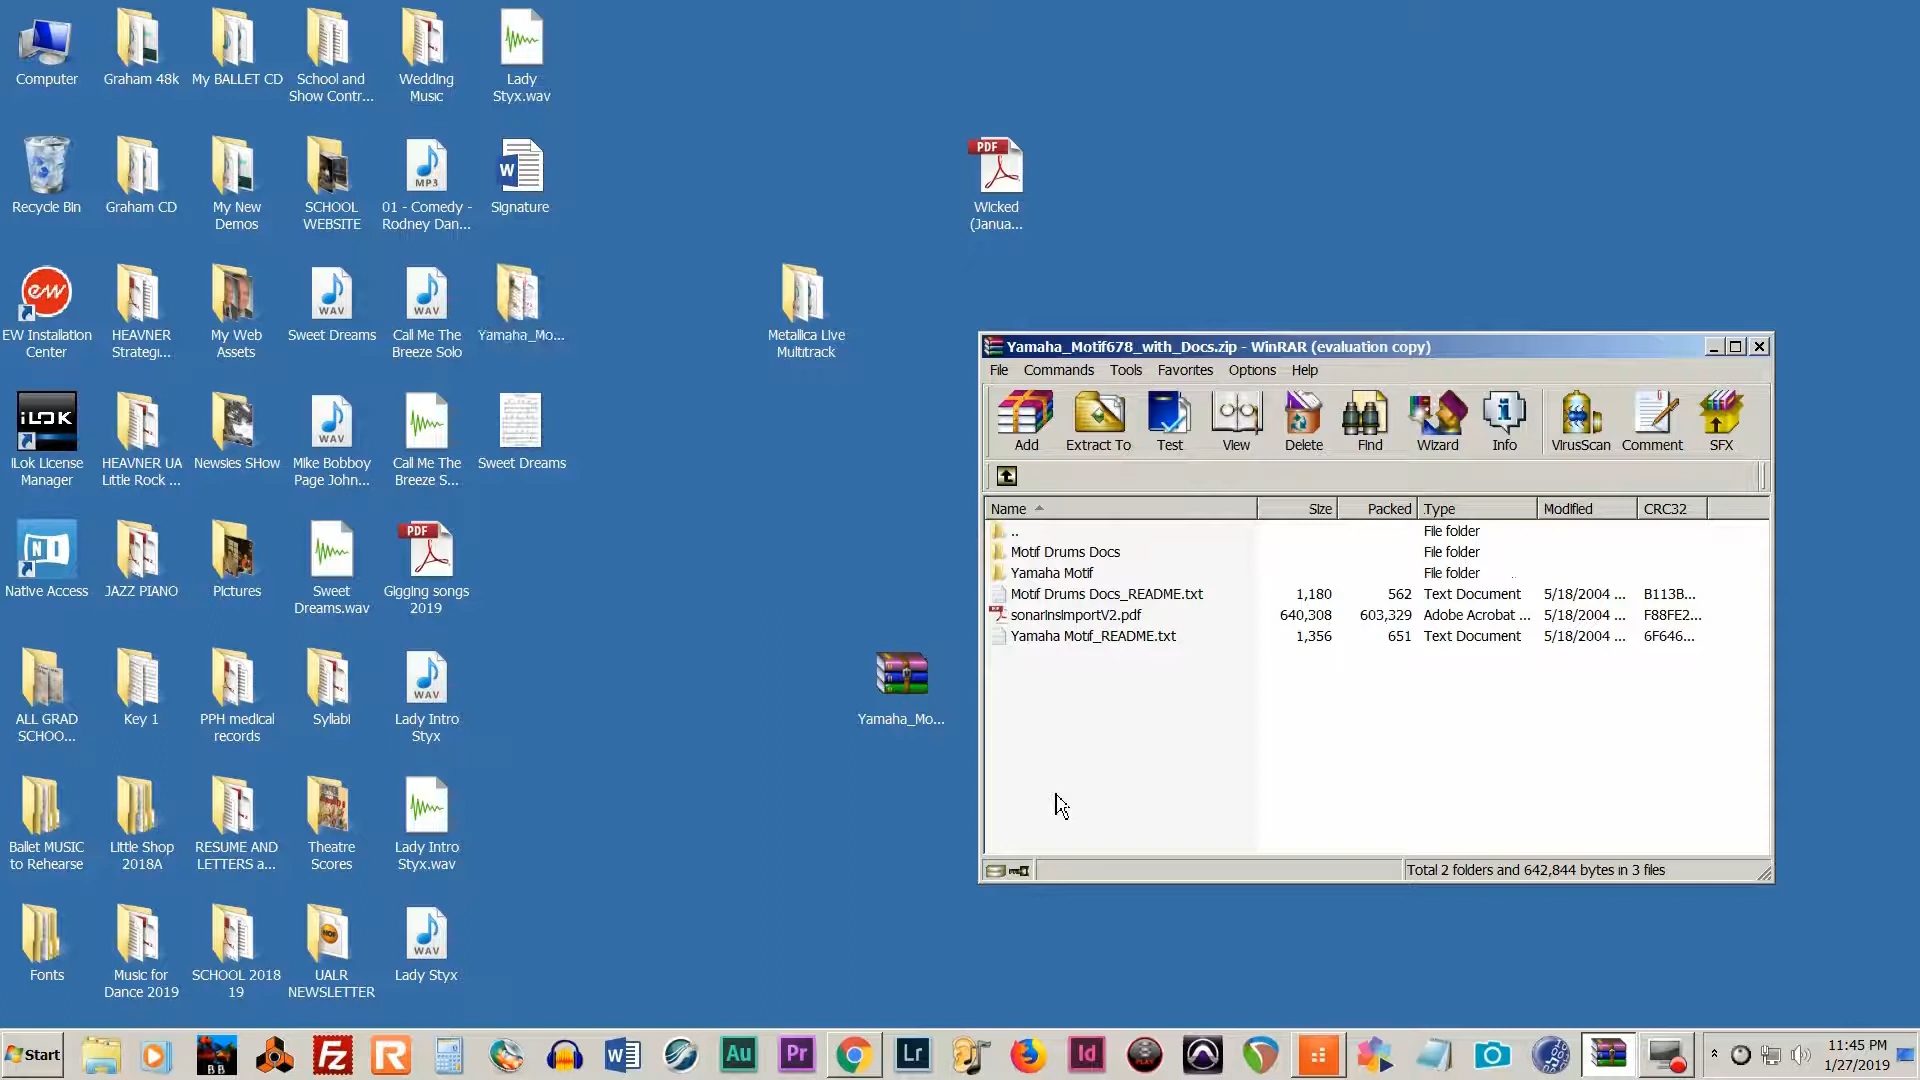 Computer
Graham 48k
My BALLET CD
School and
Show Contr...
Wedding
Music
Lady
Styx.wav
Recycle Bin
Graham CD
My New
Demos
SCHOOL
WEBSITE
MP3
01 - Comedy -
Rodney Dan...
W
Signature
PDF
Wicked
(Janua...
ew
EW Installation
Center
HEAVNER
Strategi...
My Web
Assets
WAV
Sweet Dreams
WAV
Call Me The
Breeze Solo
Yamaha_Mo...
Metallica Live
Multitrack
iLOK
iLok License
Manager
HEAVNER UA
Little Rock ...
Newsies SHow
WAV
Mike Bobboy
Page John...
Call Me The
Breeze S...
Sweet Dreams
NI
Native Access
JAZZ PIANO
Pictures
Sweet
Dreams.wav
PDF
Gigging songs
2019
ALL GRAD
SCHOO...
Key 1
PPH medical
records
Syllabi
WAV
Lady Intro
Styx
Yamaha_Mo...
Ballet MUSIC
to Rehearse
Little Shop
2018A
RESUME AND
LETTERS a...
Theatre
Scores
Lady Intro
Styx.wav
Fonts
Music for
Dance 2019
SCHOOL 2018
19
UALR
NEWSLETTER
WAV
Lady Styx
Yamaha_Motif678_with_Docs.zip - WinRAR (evaluation copy)
File Commands Tools Favorites Options Help
Add Extract To Test View Delete Find Wizard Info VirusScan Comment SFX
Name Size Packed Type Modified CRC32
.. File folder
Motif Drums Docs File folder
Yamaha Motif File folder
Motif Drums Docs_README.txt 1,180 562 Text Document 5/18/2004 ... B113B...
sonarinsimportV2.pdf 640,308 603,329 Adobe Acrobat ... 5/18/2004 ... F88FE2...
Yamaha Motif_README.txt 1,356 651 Text Document 5/18/2004 ... 6F646...
Total 2 folders and 642,844 bytes in 3 files
Start BB Fz R W Au Pr Lr Id PLAY
11:45 PM
1/27/2019